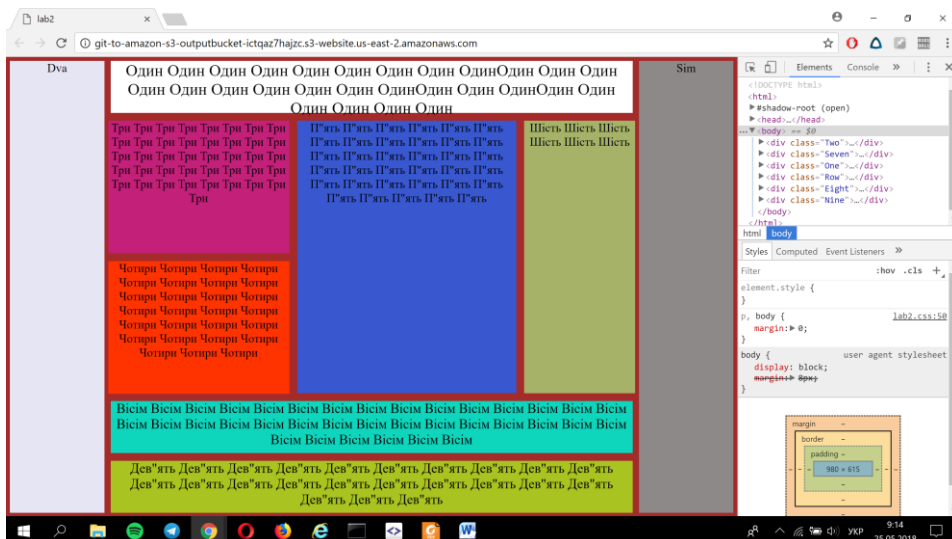 lab2
git-to-amazon-s3-outputbucket-ictqaz7hajzc.s3-website.us-east-2.amazonaws.com
Dva
Один Один Один Один Один Один Один Один ОдинОдин Один Один
Один Один Один Один Один ОдинОдин Один Один ОдинОдин Один
Один Один Один Один
Sim
Три Три Три Три Три Три Три Три
Три Три Три Три Три Три Три Три
Три Три Три Три Три Три Три Три
Три Три Три Три Три Три Три Три
Три Три Три Три Три Три Три Три
Три
П"ять П"ять П"ять П"ять П"ять П"ять
П"ять П"ять П"ять П"ять П"ять П"ять
П"ять П"ять П"ять П"ять П"ять П"ять
П"ять П"ять П"ять П"ять П"ять П"ять
П"ять П"ять П"ять П"ять П"ять П"ять
П"ять П"ять П"ять П"ять П"ять
Шість Шість Шість
Шість Шість Шість
Чотири Чотири Чотири Чотири
Чотири Чотири Чотири Чотири
Чотири Чотири Чотири Чотири
Чотири Чотири Чотири Чотири
Чотири Чотири Чотири Чотири
Чотири Чотири Чотири Чотири
Чотири Чотири Чотири
Вісім Вісім Вісім Вісім Вісім Вісім Вісім Вісім Вісім Вісім Вісім Вісім Вісім Вісім Вісім
Вісім Вісім Вісім Вісім Вісім Вісім Вісім Вісім Вісім Вісім Вісім Вісім Вісім Вісім Вісім
Вісім Вісім Вісім Вісім Вісім Вісім
Дев"ять Дев"ять Дев"ять Дев"ять Дев"ять Дев"ять Дев"ять Дев"ять Дев"ять Дев"ять
Дев"ять Дев"ять Дев"ять Дев"ять Дев"ять Дев"ять Дев"ять Дев"ять Дев"ять Дев"ять
Дев"ять Дев"ять Дев"ять
Elements Console »
<!DOCTYPE html>
<html>
#shadow-root (open)
<head>…</head>
<body> == $0
<div class="Two">…</div>
<div class="Seven">…</div>
<div class="One">…</div>
<div class="Row">…</div>
<div class="Eight">…</div>
<div class="Nine">…</div>
</body>
</html>
html body
Styles Computed Event Listeners »
Filter :hov .cls +
element.style {
}
p, body { lab2.css:50
margin: 0;
}
body { user agent stylesheet
display: block;
margin: 8px;
}
margin -
border -
padding -
980 × 615
УКР
9:14
25.05.2018